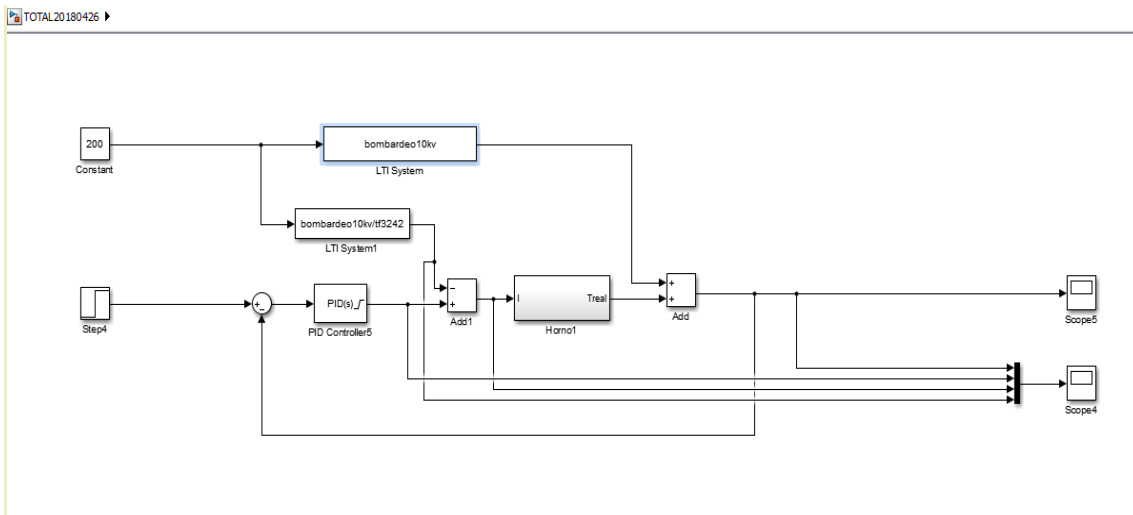 TOTAL20180426
200
Constant
bombardeo10kv
LTI System
bombardeo10kv/tf3242
LTI System1
Step4
+
−
PID(s)
PID Controller5
−
+
Add1
I
Treal
Horno1
+
+
Add
Scope5
Scope4